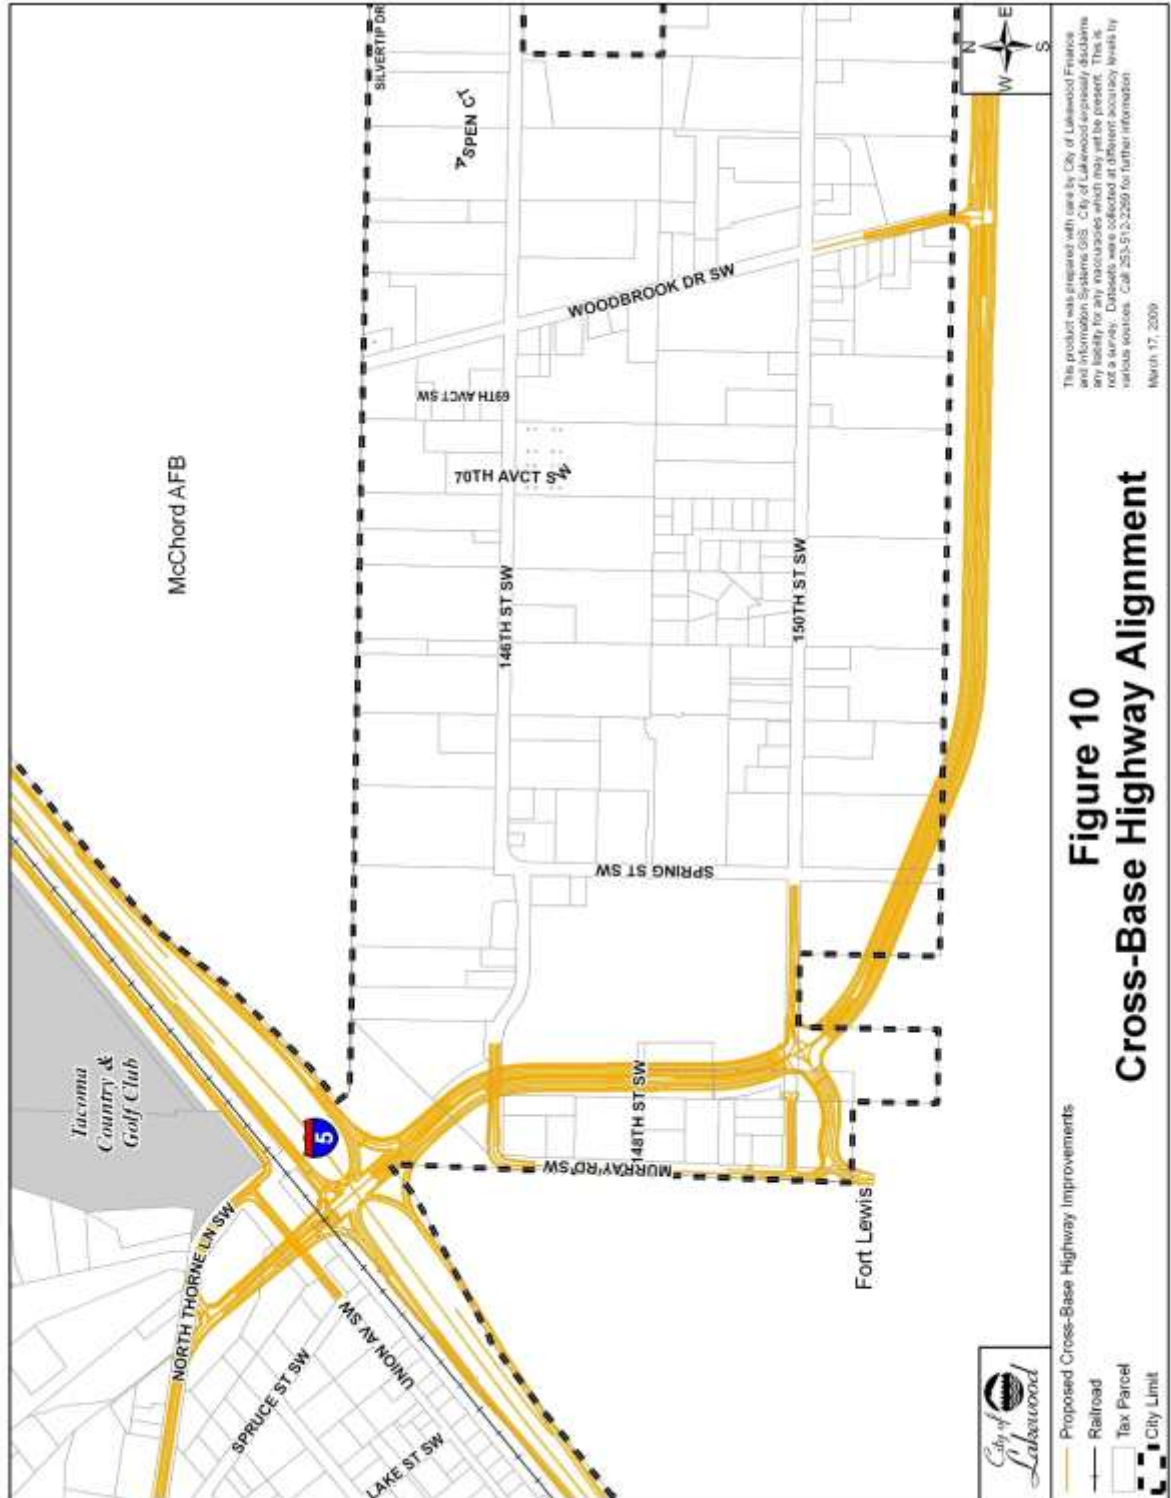 McChord AFB
SILVERTIP DR
ASPEN CT
WOODBROOK DR SW
69TH AVCT SW
70TH AVCT SW
146TH ST SW
150TH ST SW
SPRING ST SW
Tacoma
Country &
Golf Club
5
148TH ST SW
MURRAY RD SW
NORTH THORNE LN SW
UNION AV SW
SPRUCE ST SW
LAKE ST SW
Fort Lewis
N
E
S
W
City of
Lakewood
Proposed Cross-Base Highway Improvements
Railroad
Tax Parcel
City Limit
Figure 10
Cross-Base Highway Alignment
This product was prepared with care by City of Lakewood Finance
and Information Systems GIS. City of Lakewood expressly disclaims
any liability for any inaccuracies which may yet be present. This is
not a survey. Datasets were collected at different accuracy levels by
various sources. Call 253-512-2269 for further information.
March 17, 2009